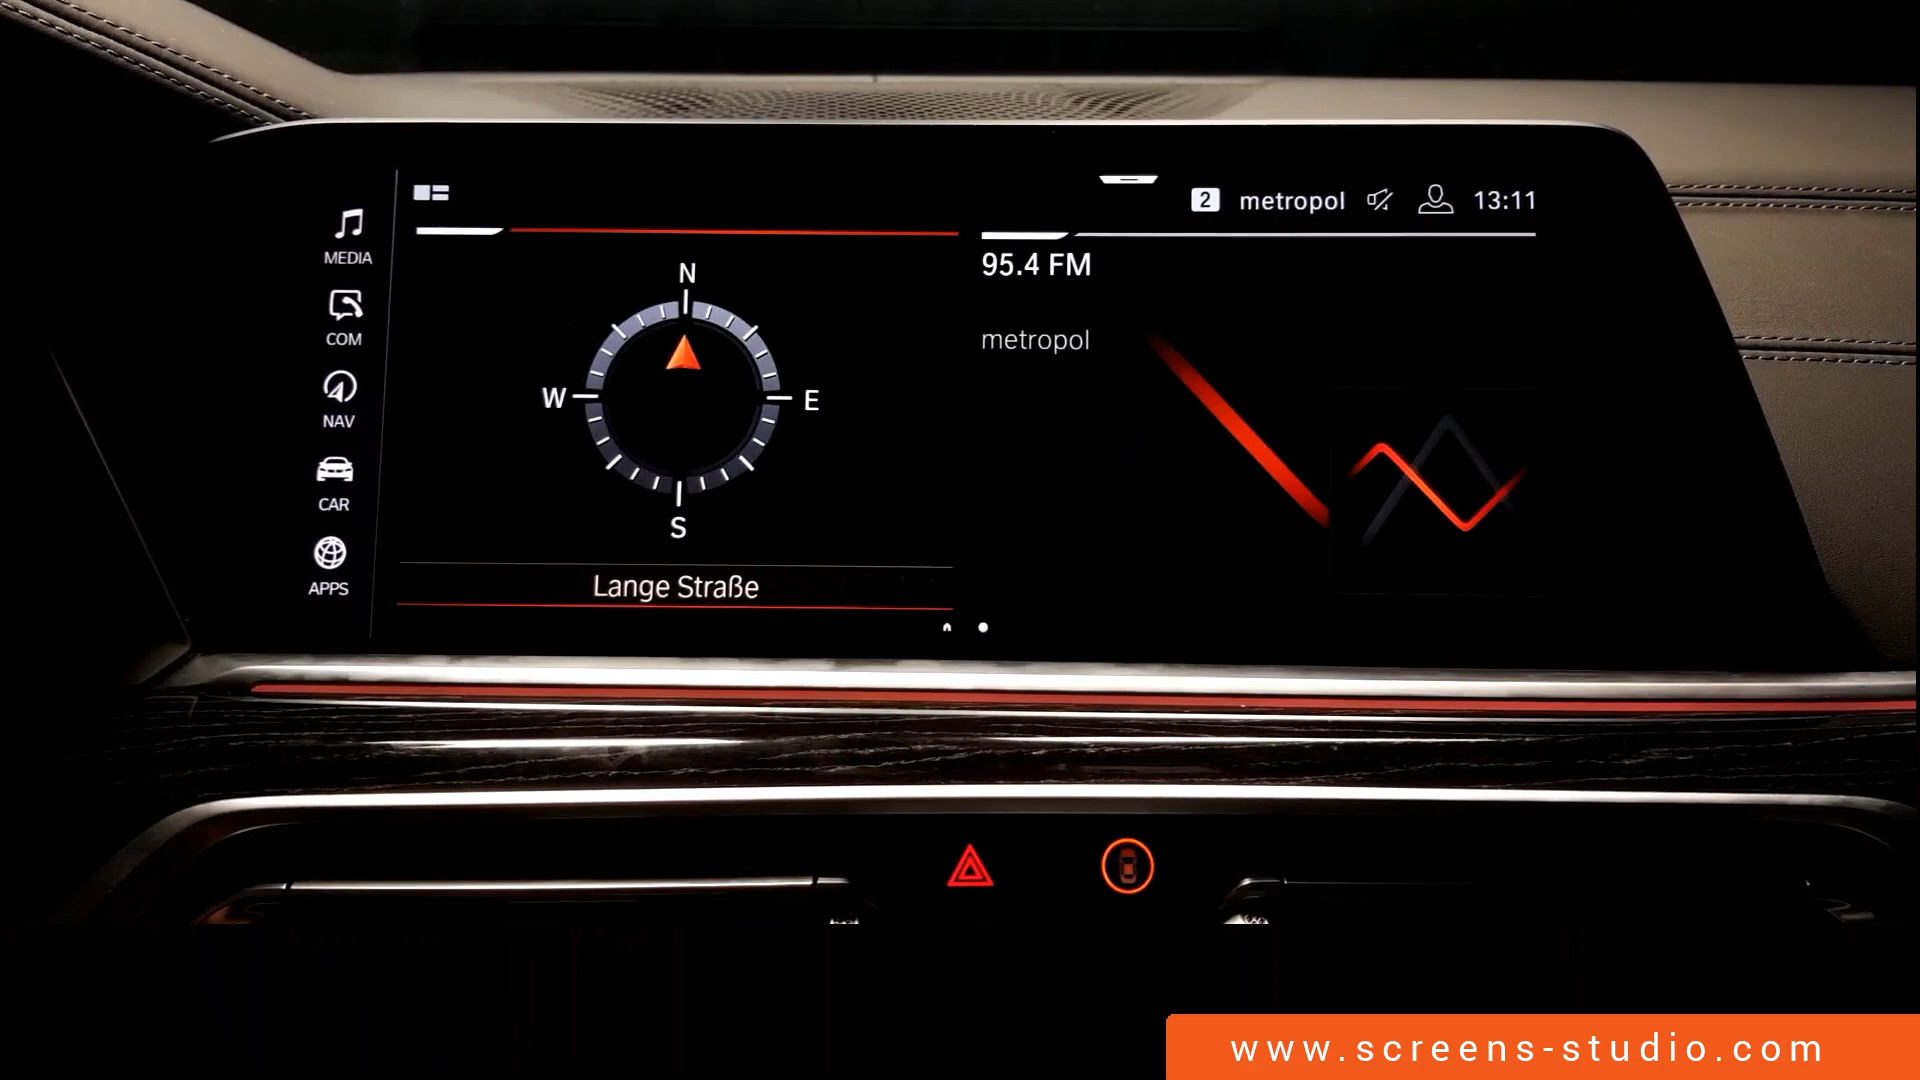 2 metropol 13:11
MEDIA
COM
NAV
CAR
APPS
N
W
E
S
Lange Straße
95.4 FM
metropol
www.screens-studio.com